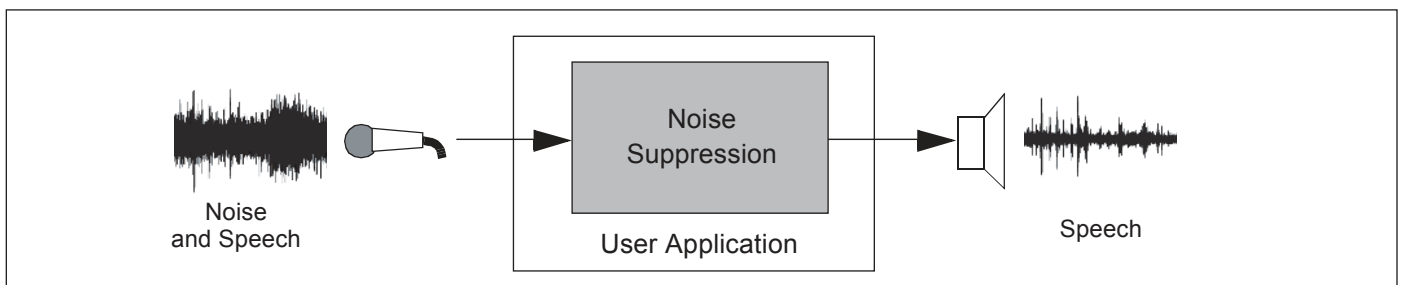 Noise
and Speech
Noise
Suppression
User Application
Speech